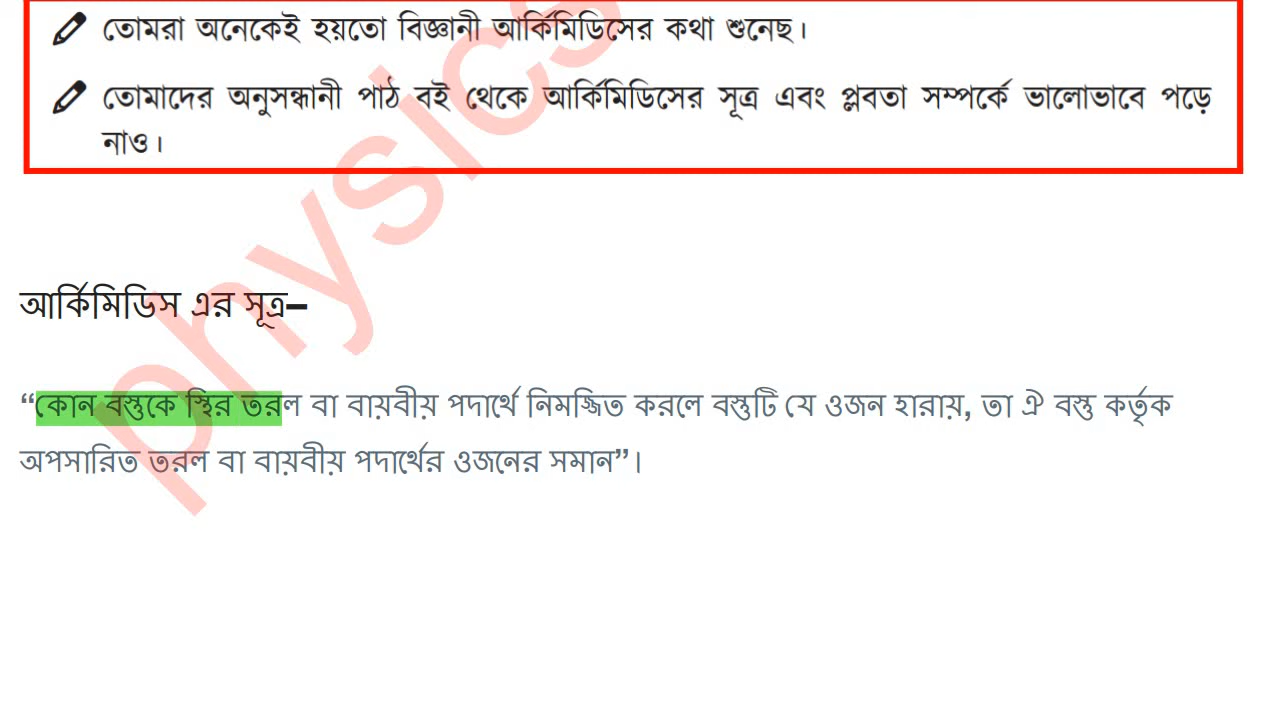 তোমরা অনেকেই হয়তো বিজ্ঞানী আর্কিমিডিসের কথা শুনেছ।
তোমাদের অনুসন্ধানী পাঠ বই থেকে আর্কিমিডিসের সূত্র এবং প্লবতা সম্পর্কে ভালোভাবে পড়ে
নাও।
physics
আর্কিমিডিস এর সূত্র–
“কোন বস্তুকে স্থির তরল বা বায়বীয় পদার্থে নিমজ্জিত করলে বস্তুটি যে ওজন হারায়, তা ঐ বস্তু কর্তৃক
অপসারিত তরল বা বায়বীয় পদার্থের ওজনের সমান”।